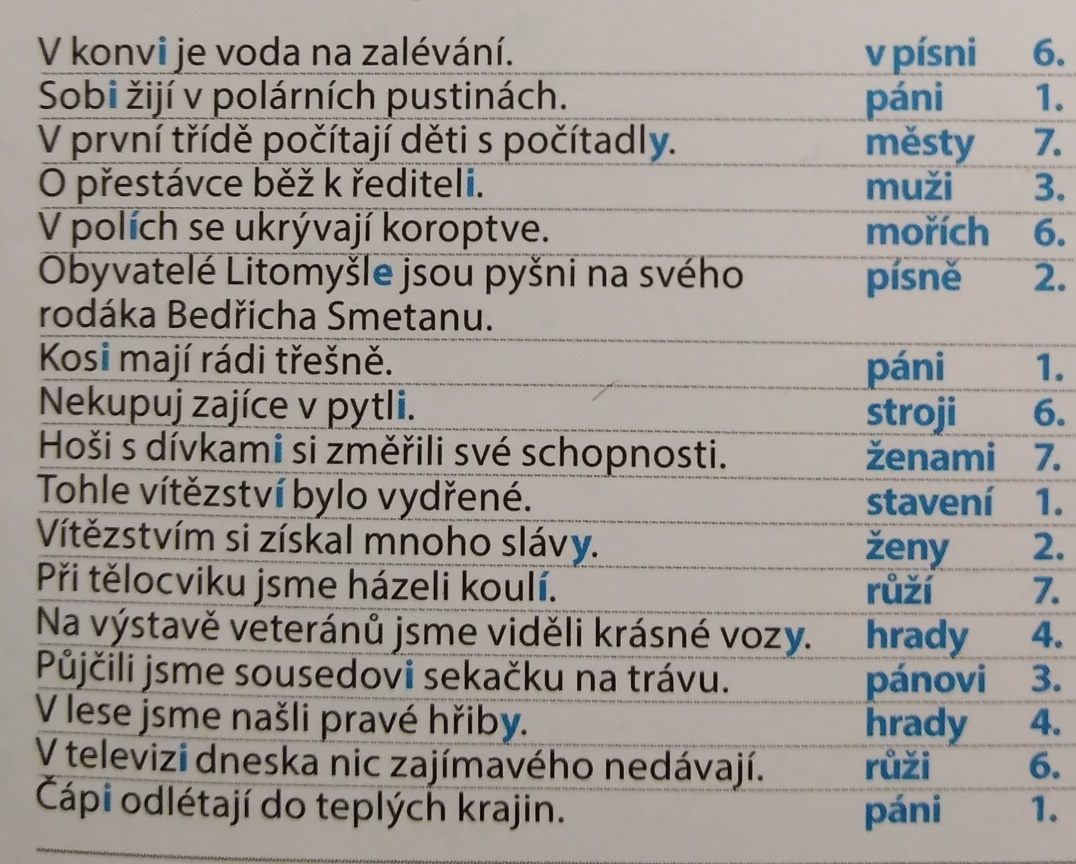 V konvi je voda na zalévání. v písni 6.
Sobi žijí v polárních pustinách. páni 1.
V první třídě počítají děti s počítadly. městy 7.
O přestávce běž k řediteli. muži 3.
V polích se ukrývají koroptve. mořích 6.
Obyvatelé Litomyšle jsou pyšni na svého písně 2.
rodáka Bedřicha Smetanu.
Kosi mají rádi třešně. páni 1.
Nekupuj zajíce v pytli. stroji 6.
Hoši s dívkami si změřili své schopnosti. ženami 7.
Tohle vítězství bylo vydřené. stavení 1.
Vítězstvím si získal mnoho slávy. ženy 2.
Při tělocviku jsme házeli koulí. růží 7.
Na výstavě veteránů jsme viděli krásné vozy. hrady 4.
Půjčili jsme sousedovi sekačku na trávu. pánovi 3.
V lese jsme našli pravé hřiby. hrady 4.
V televizi dneska nic zajímavého nedávají. růži 6.
Čápi odlétají do teplých krajin. páni 1.